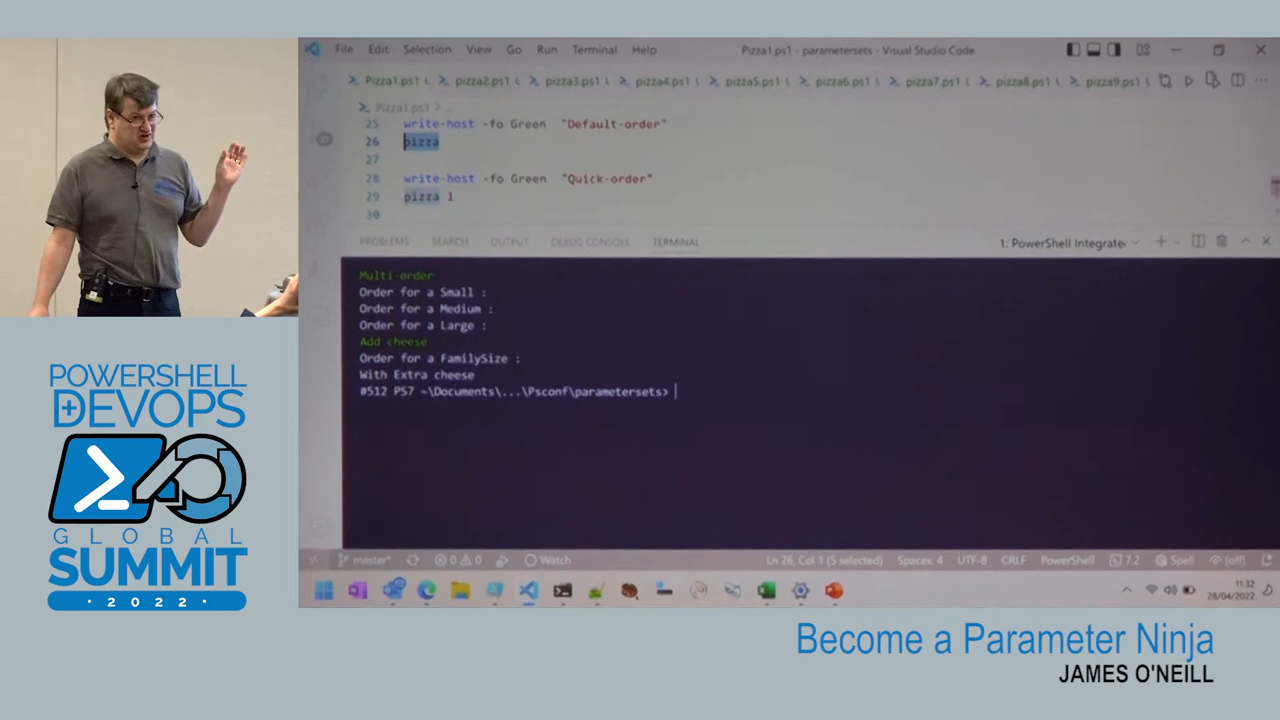 File Edit Selection View Go Run Terminal Help
Pizza1.ps1 - parametersets - Visual Studio Code
Pizza1.ps1 pizza2.ps1 pizza3.ps1 pizza4.ps1 pizza5.ps1 pizza6.ps1 pizza7.ps1 pizza8.ps1 pizza9.ps1
Pizza1.ps1 > ...
25 write-host -fo Green "Default-order"
26 pizza
27
28 write-host -fo Green "Quick-order"
29 pizza 1
30
PROBLEMS SEARCH OUTPUT DEBUG CONSOLE TERMINAL
1: PowerShell Integrate
Multi-order
Order for a Small :
Order for a Medium :
Order for a Large :
Add cheese
Order for a FamilySize :
With Extra cheese
#512 PS7 ~\Documents\...\Psconf\parametersets>
master* 0 0 Watch
Ln 26, Col 1 (5 selected) Spaces: 4 UTF-8 CRLF PowerShell 7.2 Spell [off]
11:32
28/04/2022
POWERSHELL
+ DEVOPS
GLOBAL
SUMMIT
· 2022 ·
Become a Parameter Ninja
JAMES O'NEILL